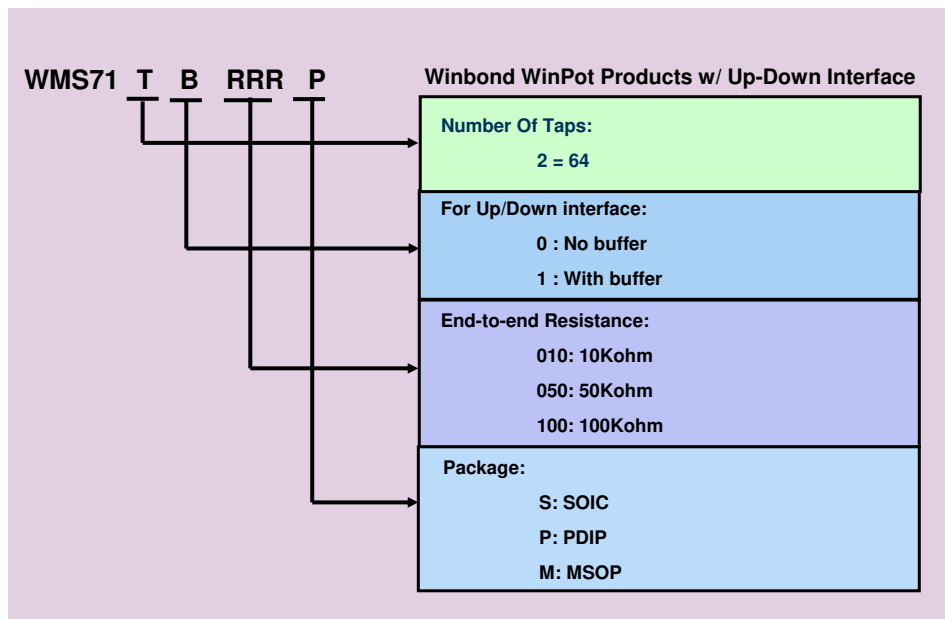 WMS71 T B RRR P
Winbond WinPot Products w/ Up-Down Interface
Number Of Taps:
2 = 64
For Up/Down interface:
0 : No buffer
1 : With buffer
End-to-end Resistance:
010: 10Kohm
050: 50Kohm
100: 100Kohm
Package:
S: SOIC
P: PDIP
M: MSOP